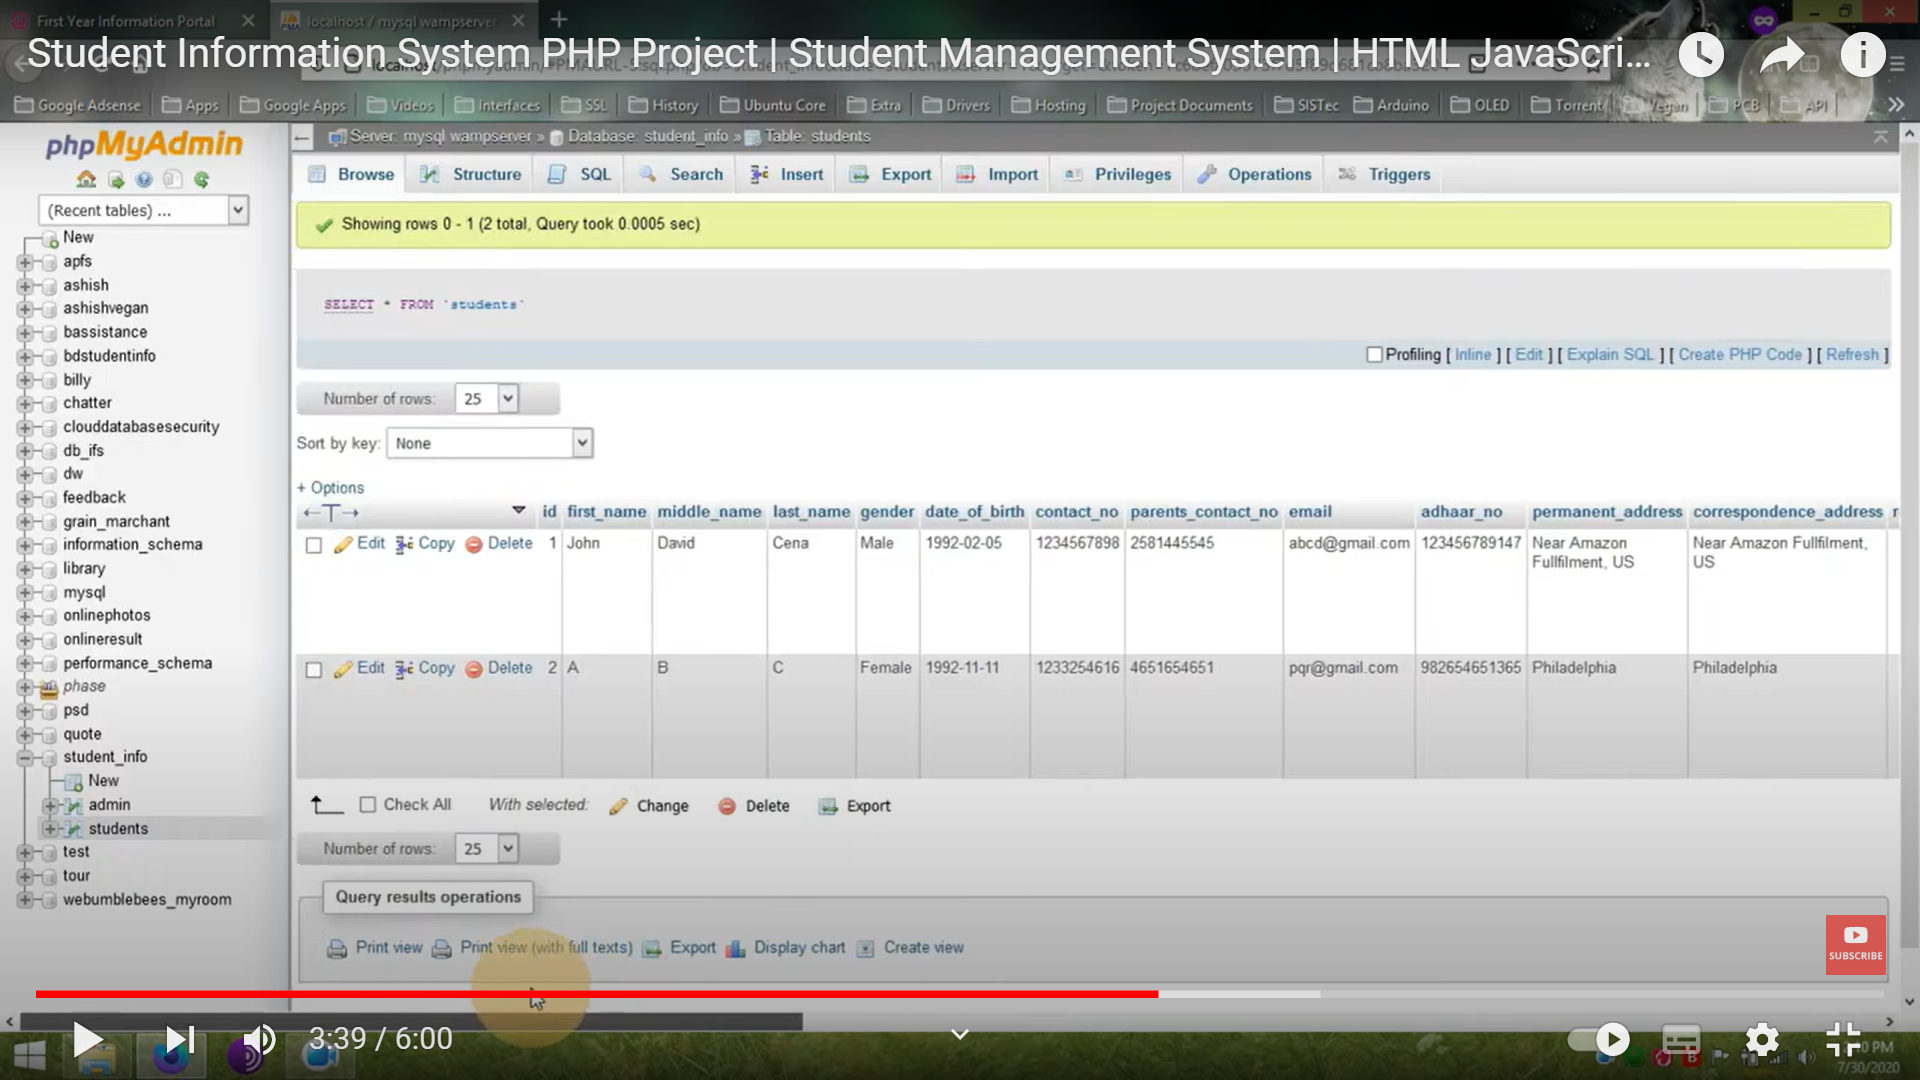 First Year Information Portal
localhost / mysql wampserver
Student Information System PHP Project | Student Management System | HTML JavaScri...
Google Adsense Apps Google Apps Videos Interfaces SSL History Ubuntu Core Extra Drivers Hosting Project Documents SISTec Arduino OLED Torrent Vegan PCB API
phpMyAdmin
Server: mysql wampserver » Database: student_info » Table: students
Browse Structure SQL Search Insert Export Import Privileges Operations Triggers
(Recent tables) ...
Showing rows 0 - 1 (2 total, Query took 0.0005 sec)
New
apfs
ashish
ashishvegan
bassistance
bdstudentinfo
billy
chatter
clouddatabasesecurity
db_ifs
dw
feedback
grain_marchant
information_schema
library
mysql
onlinephotos
onlineresult
performance_schema
phase
psd
quote
student_info
New
admin
students
test
tour
webumblebees_myroom
SELECT * FROM `students`
Profiling [ Inline ] [ Edit ] [ Explain SQL ] [ Create PHP Code ] [ Refresh ]
Number of rows: 25
Sort by key: None
+ Options
←T→ id first_name middle_name last_name gender date_of_birth contact_no parents_contact_no email adhaar_no permanent_address correspondence_address r
Edit Copy Delete 1 John David Cena Male 1992-02-05 1234567898 2581445545 abcd@gmail.com 123456789147 Near Amazon Near Amazon Fullfilment,
Fullfilment, US US
Edit Copy Delete 2 A B C Female 1992-11-11 1233254616 4651654651 pqr@gmail.com 982654651365 Philadelphia Philadelphia
Check All With selected: Change Delete Export
Number of rows: 25
Query results operations
Print view Print view (with full texts) Export Display chart Create view
SUBSCRIBE
3:39 / 6:00
7/30/2020